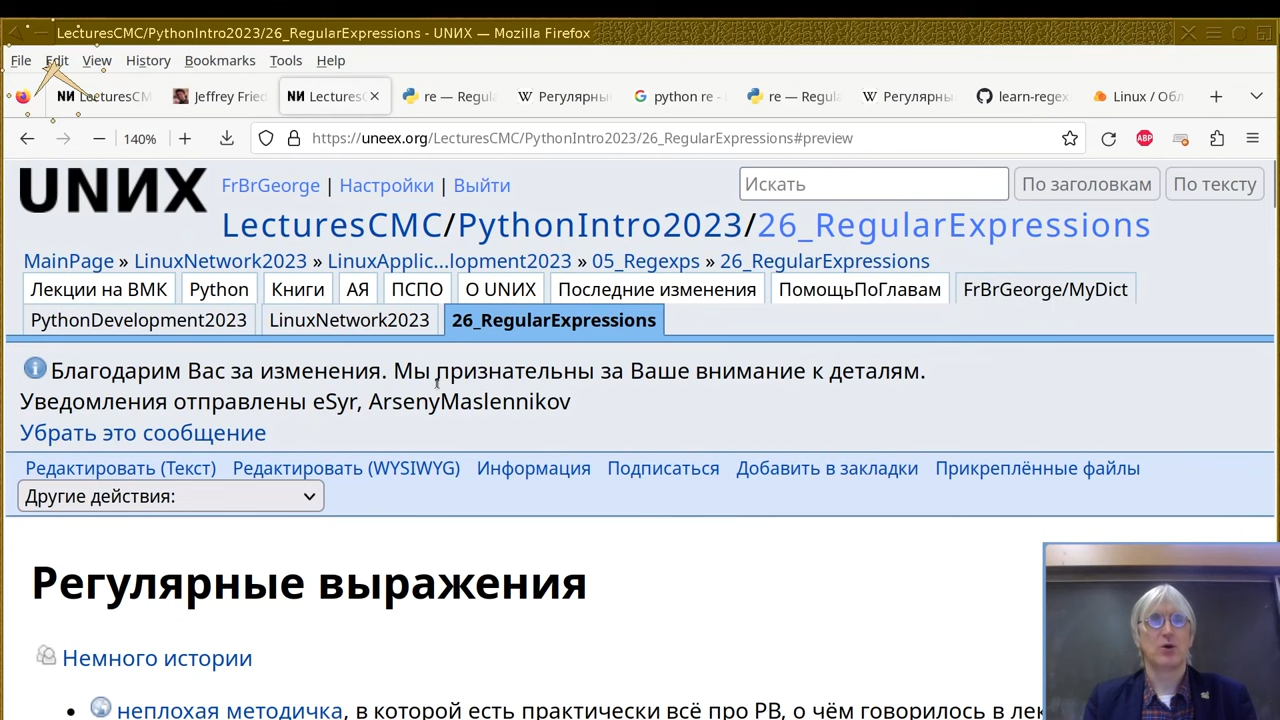 LecturesCMC/PythonIntro2023/26_RegularExpressions - UNИX — Mozilla Firefox
File Edit View History Bookmarks Tools Help
LecturesCM Jeffrey Fried Lectures re — Regula Регулярны python re - re — Regula Регулярны learn-regex Linux / Обл
140% https://uneex.org/LecturesCMC/PythonIntro2023/26_RegularExpressions#preview ABP
UNИX FrBrGeorge | Настройки | Выйти Искать По заголовкам По тексту
LecturesCMC/PythonIntro2023/26_RegularExpressions
MainPage » LinuxNetwork2023 » LinuxApplic...lopment2023 » 05_Regexps » 26_RegularExpressions
Лекции на ВМК Python Книги АЯ ПСПО О UNIX Последние изменения ПомощьПоГлавам FrBrGeorge/MyDict
PythonDevelopment2023 LinuxNetwork2023 26_RegularExpressions
Благодарим Вас за изменения. Мы признательны за Ваше внимание к деталям.
Уведомления отправлены eSyr, ArsenyMaslennikov
Убрать это сообщение
Редактировать (Текст) Редактировать (WYSIWYG) Информация Подписаться Добавить в закладки Прикреплённые файлы
Другие действия:
Регулярные выражения
Немного истории
неплохая методичка, в которой есть практически всё про РВ, о чём говорилось в лек